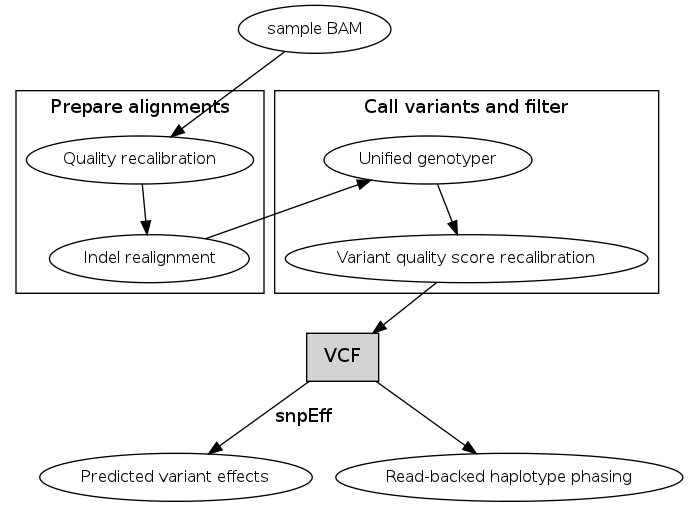 sample BAM
Prepare alignments
Call variants and filter
Quality recalibration
Unified genotyper
Indel realignment
Variant quality score recalibration
VCF
snpEff
Predicted variant effects
Read-backed haplotype phasing